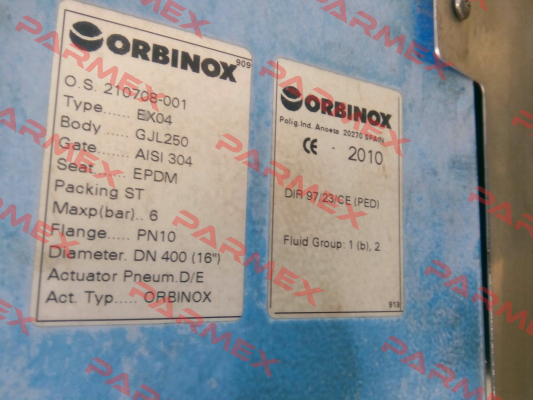 ORBINOX
909
O.S. 210708-001
Type ..... EX04
Body ..... GJL250
Gate..... AISI 304
Seat ..... EPDM
Packing ST
Maxp(bar).. 6
Flange..... PN10
Diameter. DN 400 (16")
Actuator Pneum.D/E
Act. Typ..... ORBINOX
ORBINOX
Polig.Ind. Anoeta 20270 SPAIN
CE - 2010
DIR 97/23/CE (PED)
Fluid Group: 1 (b), 2
919
PARMEX
PARMEX
PARMEX
PARMEX
PARMEX
PARMEX